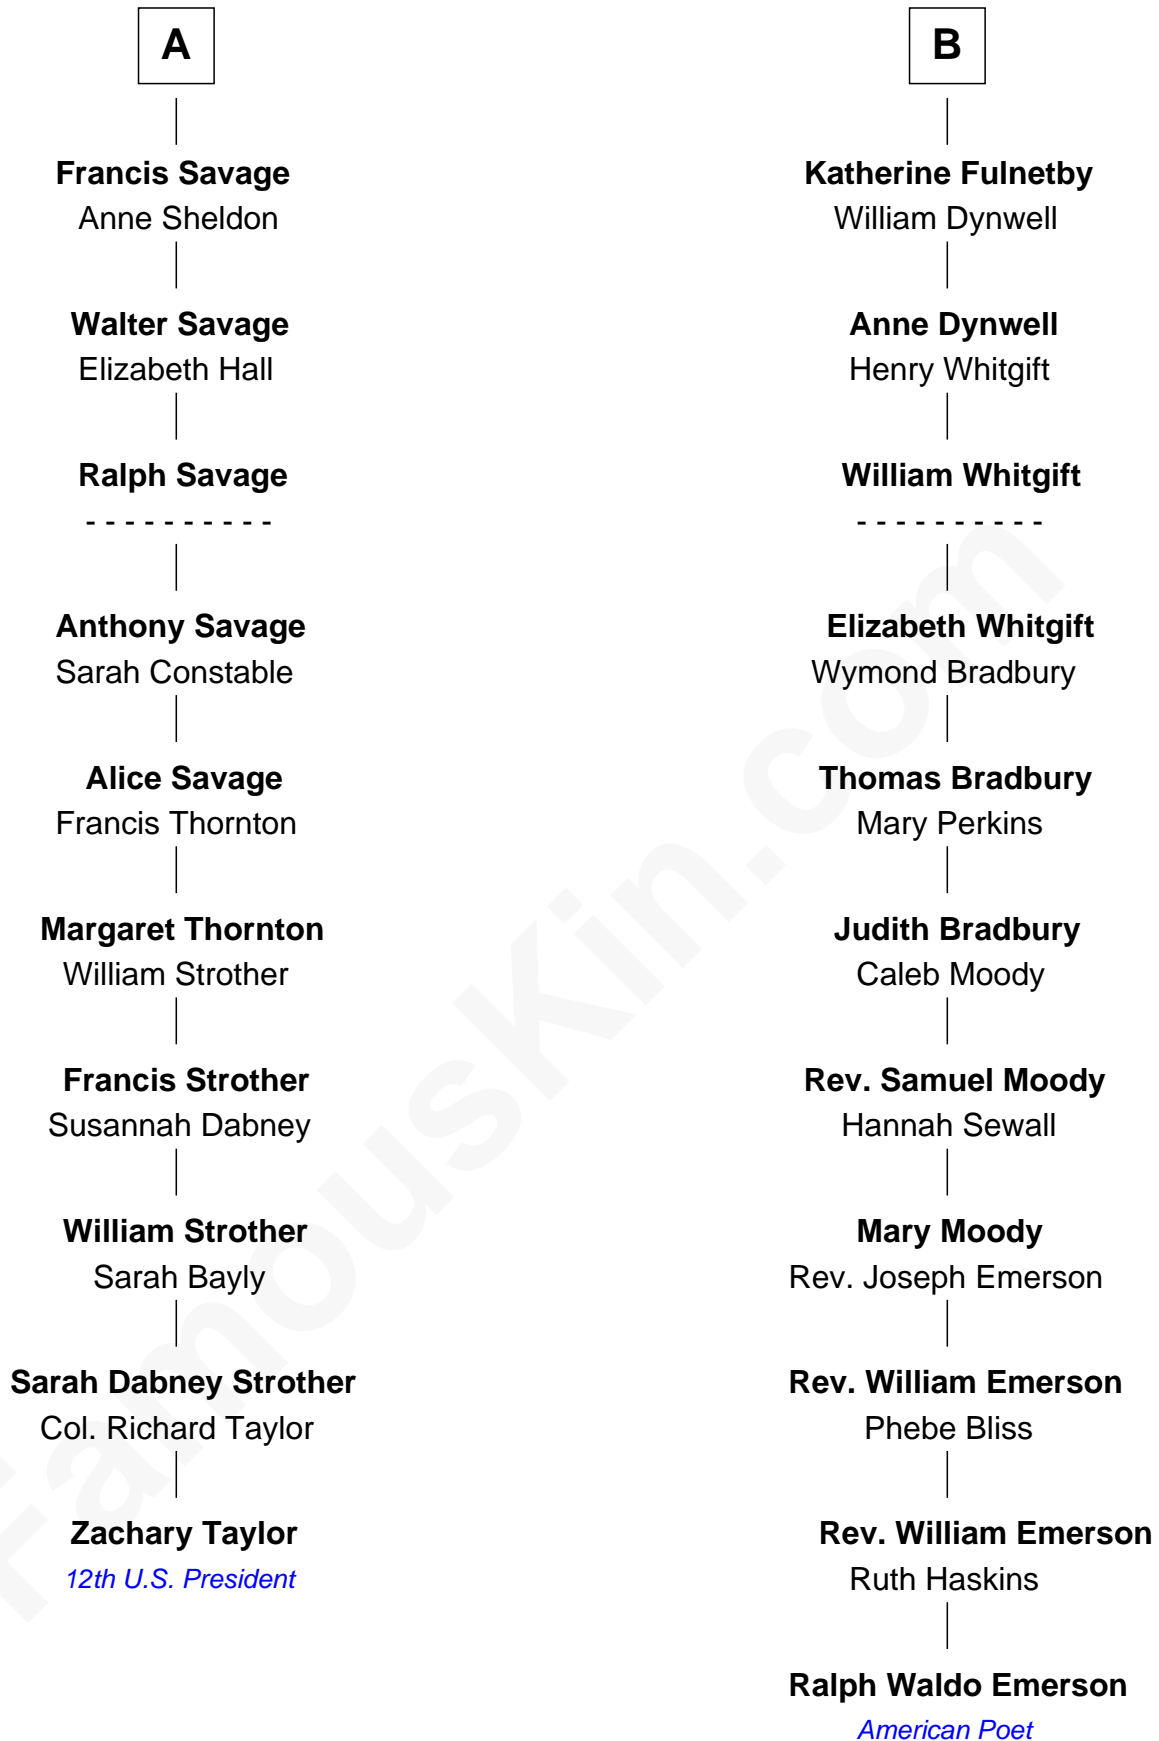 A
Francis Savage
Anne Sheldon
Walter Savage
Elizabeth Hall
Ralph Savage
- - - - - - - - - -
Anthony Savage
Sarah Constable
Alice Savage
Francis Thornton
Margaret Thornton
William Strother
Francis Strother
Susannah Dabney
William Strother
Sarah Bayly
Sarah Dabney Strother
Col. Richard Taylor
Zachary Taylor
12th U.S. President
B
Katherine Fulnetby
William Dynwell
Anne Dynwell
Henry Whitgift
William Whitgift
- - - - - - - - - -
Elizabeth Whitgift
Wymond Bradbury
Thomas Bradbury
Mary Perkins
Judith Bradbury
Caleb Moody
Rev. Samuel Moody
Hannah Sewall
Mary Moody
Rev. Joseph Emerson
Rev. William Emerson
Phebe Bliss
Rev. William Emerson
Ruth Haskins
Ralph Waldo Emerson
American Poet
FamousKin.com